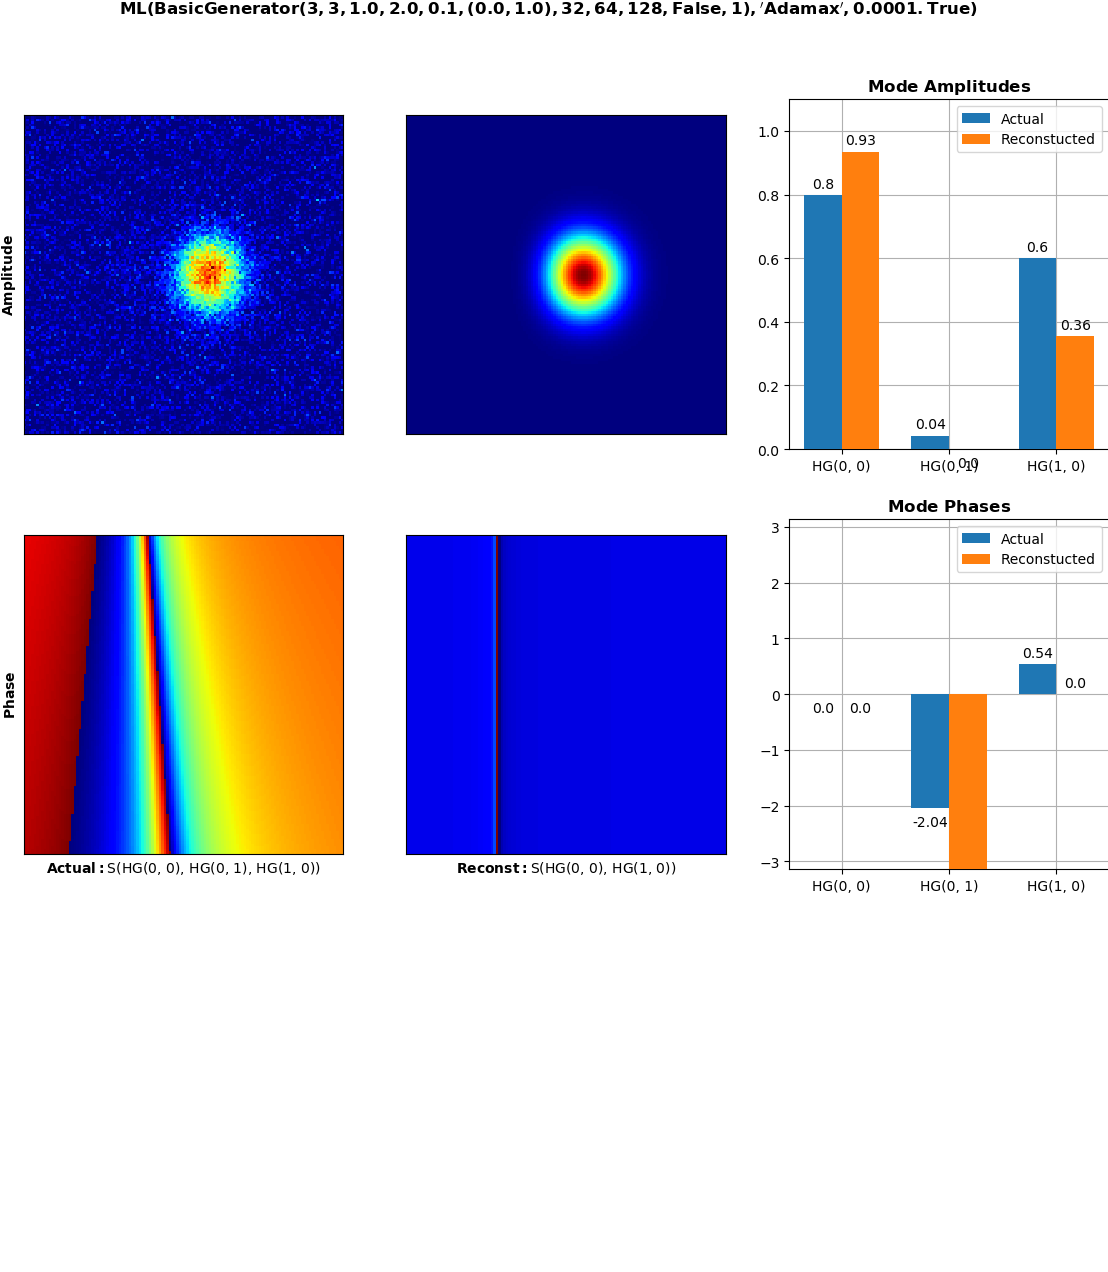 ML(BasicGenerator(3, 3, 1.0, 2.0, 0.1, (0.0, 1.0), 32, 64, 128, False, 1),′Adamax′, 0.0001.True)
Mode Amplitudes
Amplitude
1.0
0.8
0.6
0.4
0.2
0.0
Actual
Reconstucted
0.8
0.93
0.04
0.0
0.6
0.36
HG(0, 0)
HG(0, 1)
HG(1, 0)
Mode Phases
Phase
3
2
1
0
−1
−2
−3
Actual
Reconstucted
0.0
0.0
-2.04
0.54
0.0
HG(0, 0)
HG(0, 1)
HG(1, 0)
Actual: S(HG(0, 0), HG(0, 1), HG(1, 0))
Reconst: S(HG(0, 0), HG(1, 0))